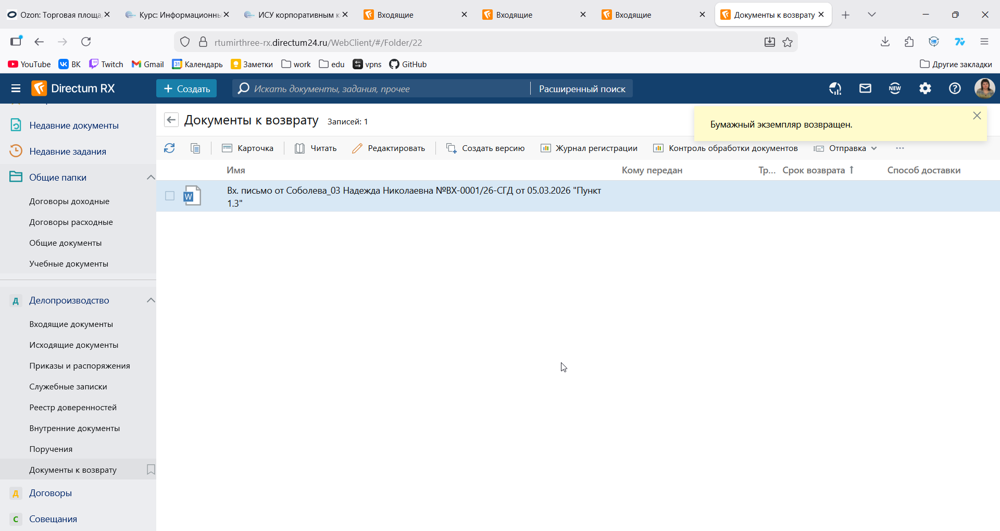 Ozon: Торговая площа
Курс: Информационны
ИСУ корпоративным к
Входящие
Входящие
Входящие
Документы к возврату
rtumirthree-rx.directum24.ru/WebClient/#/Folder/22
YouTube
ВК
Twitch
Gmail
31
Календарь
Заметки
work
edu
vpns
GitHub
Другие закладки
Directum RX
Создать
Искать документы, задания, прочее
Расширенный поиск
NEW
Недавние документы
Недавние задания
Общие папки
Договоры доходные
Договоры расходные
Общие документы
Учебные документы
Д Делопроизводство
Входящие документы
Исходящие документы
Приказы и распоряжения
Служебные записки
Реестр доверенностей
Внутренние документы
Поручения
Документы к возврату
Д Договоры
С Совещания
Документы к возврату Записей: 1
Бумажный экземпляр возвращен.
Карточка
Читать
Редактировать
Создать версию
Журнал регистрации
Контроль обработки документов
Отправка
Имя
Кому передан
Тр...
Срок возврата
Способ доставки
W
Вх. письмо от Соболева_03 Надежда Николаевна №ВХ-0001/26-СГД от 05.03.2026 "Пункт
1.3"